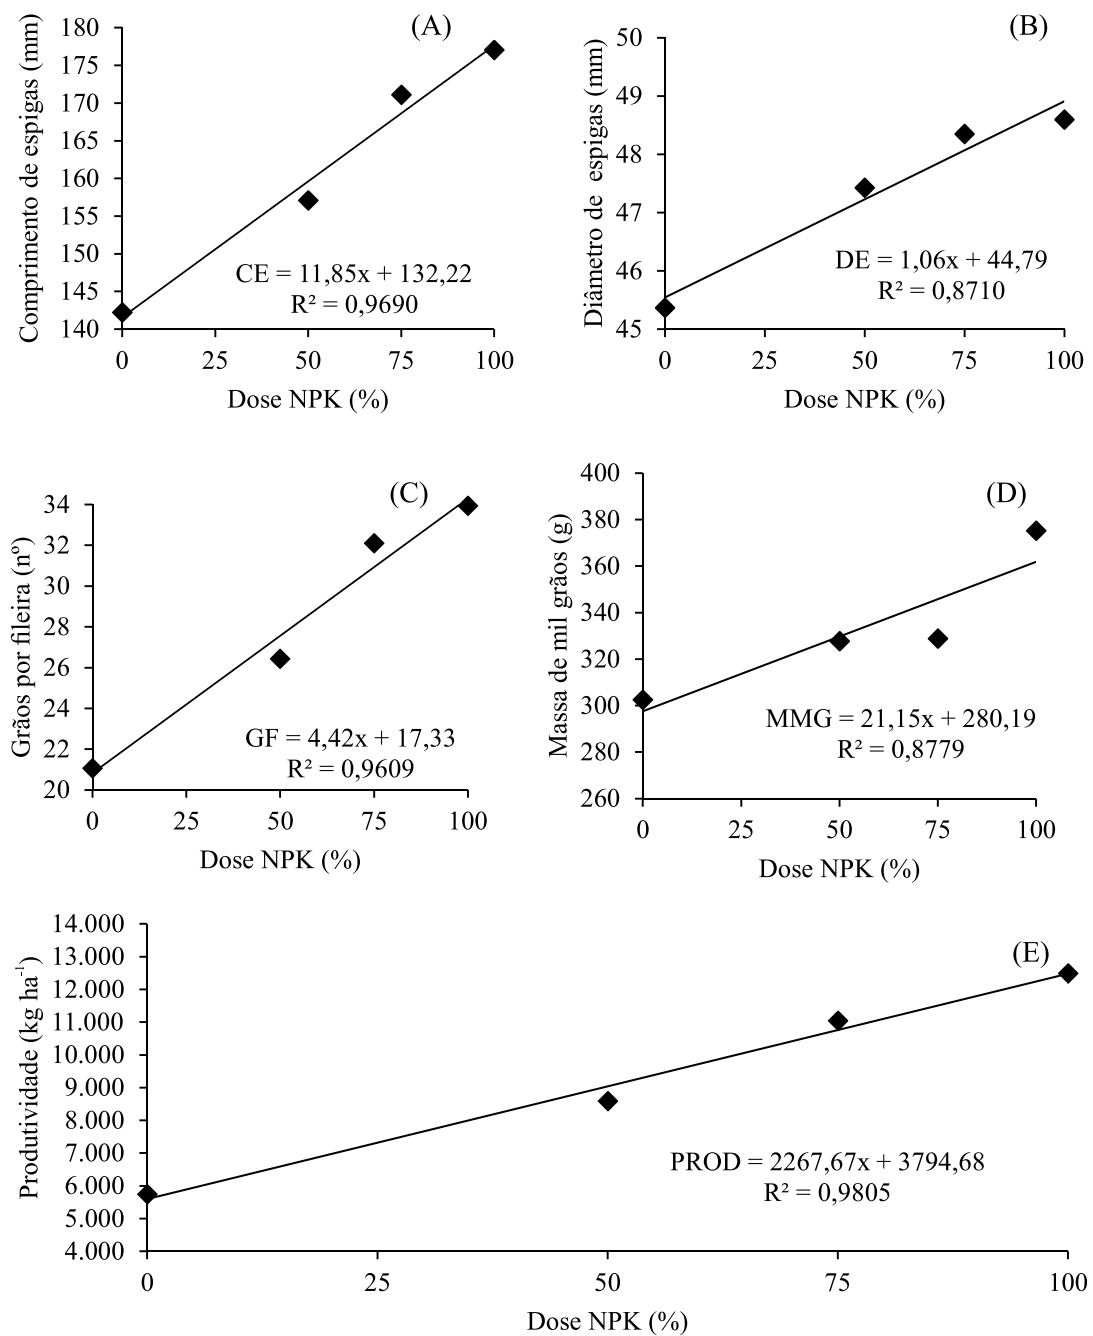 (A)
Comprimento de espigas (mm)
180
175
170
165
160
155
150
145
140
CE = 11,85x + 132,22
R² = 0,9690
0 25 50 75 100
Dose NPK (%)
(B)
Diâmetro de espigas (mm)
50
49
48
47
46
45
DE = 1,06x + 44,79
R² = 0,8710
0 25 50 75 100
Dose NPK (%)
(C)
Grãos por fileira (nº)
34
32
30
28
26
24
22
20
GF = 4,42x + 17,33
R² = 0,9609
0 25 50 75 100
Dose NPK (%)
(D)
Massa de mil grãos (g)
400
380
360
340
320
300
280
260
MMG = 21,15x + 280,19
R² = 0,8779
0 25 50 75 100
Dose NPK (%)
(E)
Produtividade (kg ha⁻¹)
14.000
13.000
12.000
11.000
10.000
9.000
8.000
7.000
6.000
5.000
4.000
PROD = 2267,67x + 3794,68
R² = 0,9805
0 25 50 75 100
Dose NPK (%)